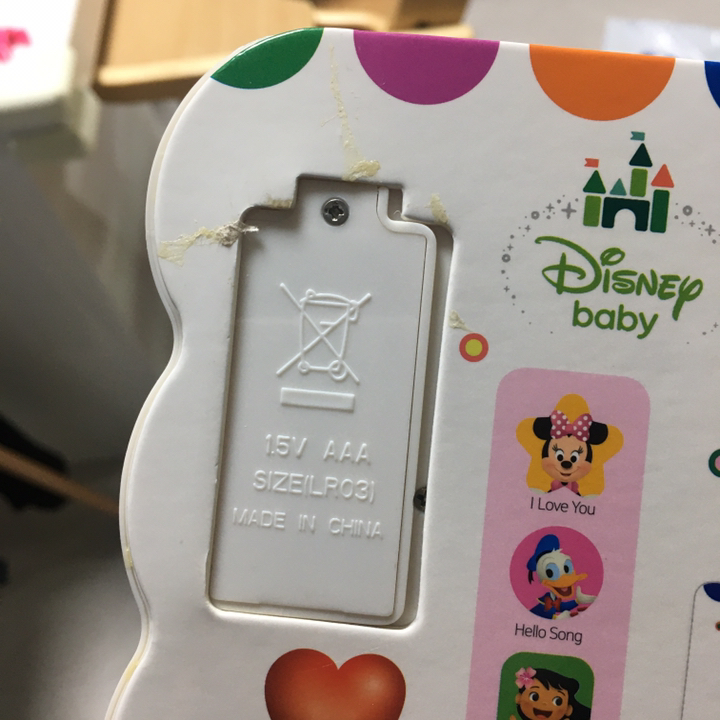 Disney
baby
1.5V AAA
SIZE(LR03)
MADE IN CHINA
I Love You
Hello Song